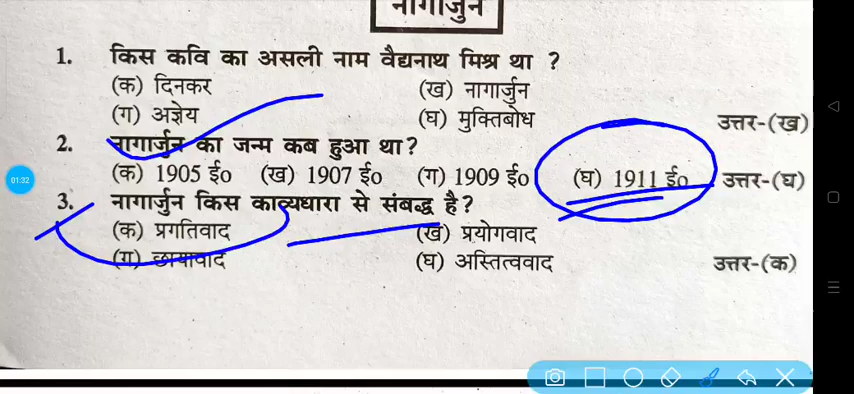 नागार्जुन
1. किस कवि का असली नाम वैद्यनाथ मिश्र था ?
(क) दिनकर (ख) नागार्जुन
(ग) अज्ञेय (घ) मुक्तिबोध उत्तर-(ख)
2. नागार्जुन का जन्म कब हुआ था?
(क) 1905 ई० (ख) 1907 ई० (ग) 1909 ई० (घ) 1911 ई० उत्तर-(घ)
01:32
3. नागार्जुन किस काव्यधारा से संबद्ध है?
(क) प्रगतिवाद (ख) प्रयोगवाद
(ग) छायावाद (घ) अस्तित्ववाद उत्तर-(क)